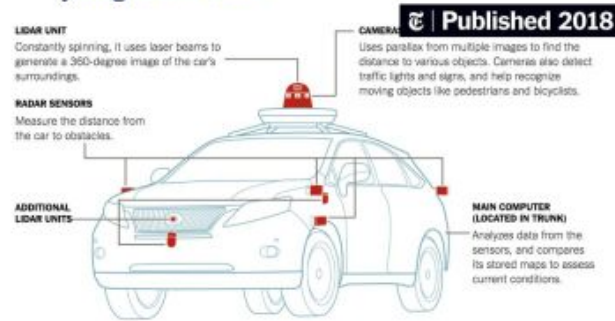 LIDAR UNIT
Constantly spinning, it uses laser beams to
generate a 360-degree image of the car's
surroundings.
RADAR SENSORS
Measure the distance from
the car to obstacles.
ADDITIONAL
LIDAR UNITS
Published 2018
CAMERAS
Uses parallax from multiple images to find the
distance to various objects. Cameras also detect
traffic lights and signs, and help recognize
moving objects like pedestrians and bicyclists.
MAIN COMPUTER
(LOCATED IN TRUNK)
Analyzes data from the
sensors, and compares
its stored maps to assess
current conditions.